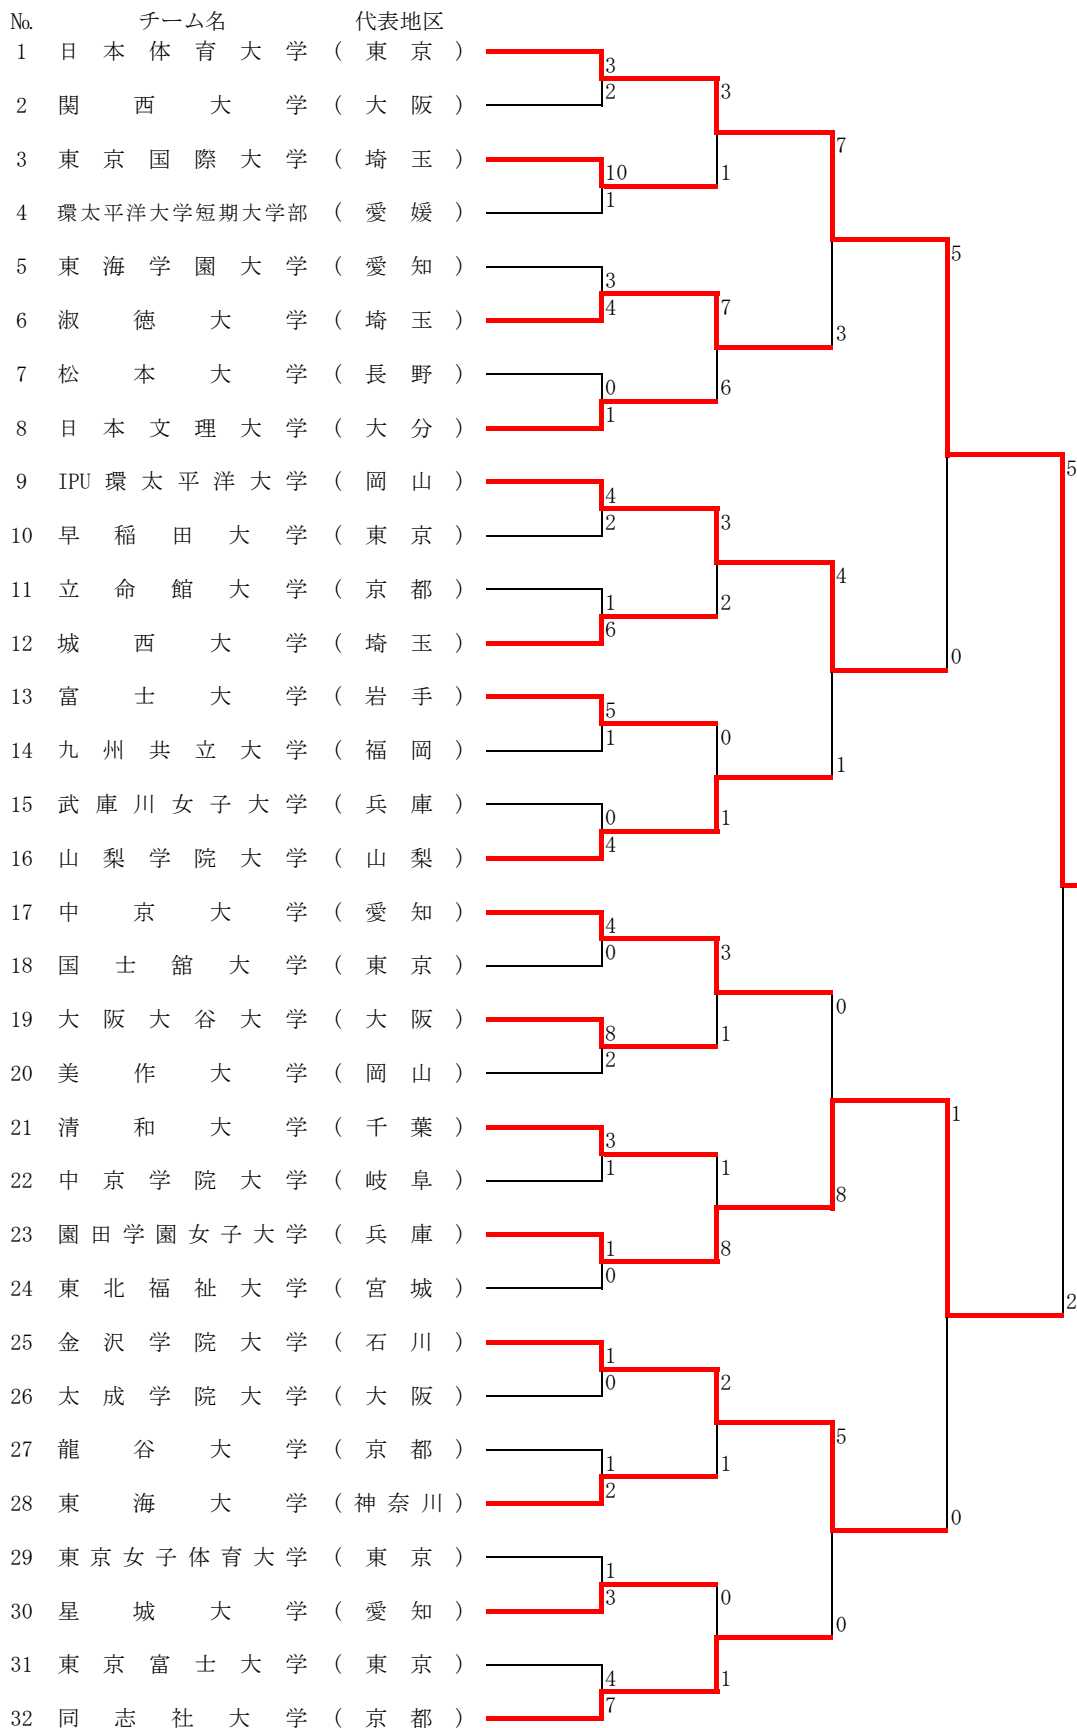 № チーム名 代表地区
1 日本体育大学 (東京)
3
2
2 関西大学 (大阪)
3
3 東京国際大学 (埼玉)
7
10
1
1
4 環太平洋大学短期大学部 (愛媛)
5
5 東海学園大学 (愛知)
3
4
7
6 淑徳大学 (埼玉)
3
7 松本大学 (長野)
0
6
1
8 日本文理大学 (大分)
5
9 IPU環太平洋大学 (岡山)
4
2
3
10 早稲田大学 (東京)
4
11 立命館大学 (京都)
1
2
6
12 城西大学 (埼玉)
0
13 富士大学 (岩手)
5
1
0
14 九州共立大学 (福岡)
1
15 武庫川女子大学 (兵庫)
0
1
4
16 山梨学院大学 (山梨)
17 中京大学 (愛知)
4
0
3
18 国士舘大学 (東京)
0
19 大阪大谷大学 (大阪)
8
1
2
20 美作大学 (岡山)
1
21 清和大学 (千葉)
3
1
1
22 中京学院大学 (岐阜)
8
23 園田学園女子大学 (兵庫)
1
8
0
24 東北福祉大学 (宮城)
2
25 金沢学院大学 (石川)
1
0
2
26 太成学院大学 (大阪)
5
27 龍谷大学 (京都)
1
1
2
28 東海大学 (神奈川)
0
29 東京女子体育大学 (東京)
1
3
0
30 星城大学 (愛知)
0
31 東京富士大学 (東京)
4
1
7
32 同志社大学 (京都)